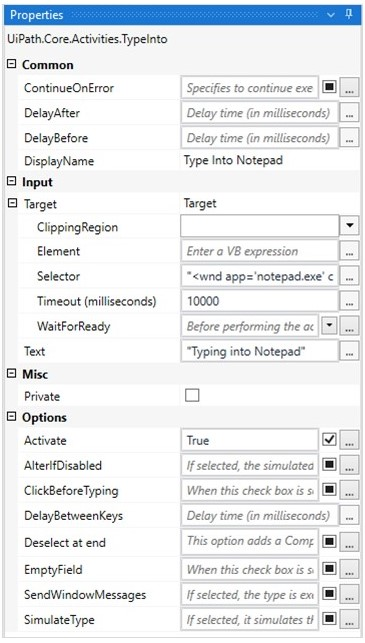 Properties
UiPath.Core.Activities.TypeInto
Common
ContinueOnError Specifies to continue exe ...
DelayAfter Delay time (in milliseconds) ...
DelayBefore Delay time (in milliseconds) ...
DisplayName Type Into Notepad
Input
Target Target
ClippingRegion
Element Enter a VB expression ...
Selector "<wnd app='notepad.exe' c ...
Timeout (milliseconds) 10000 ...
WaitForReady Before performing the ac ...
Text "Typing into Notepad" ...
Misc
Private
Options
Activate True ...
AlterIfDisabled If selected, the simulated ...
ClickBeforeTyping When this check box is s ...
DelayBetweenKeys Delay time (in milliseconds) ...
Deselect at end This option adds a Comp ...
EmptyField When this check box is s ...
SendWindowMessages If selected, the type is exe ...
SimulateType If selected, it simulates th ...